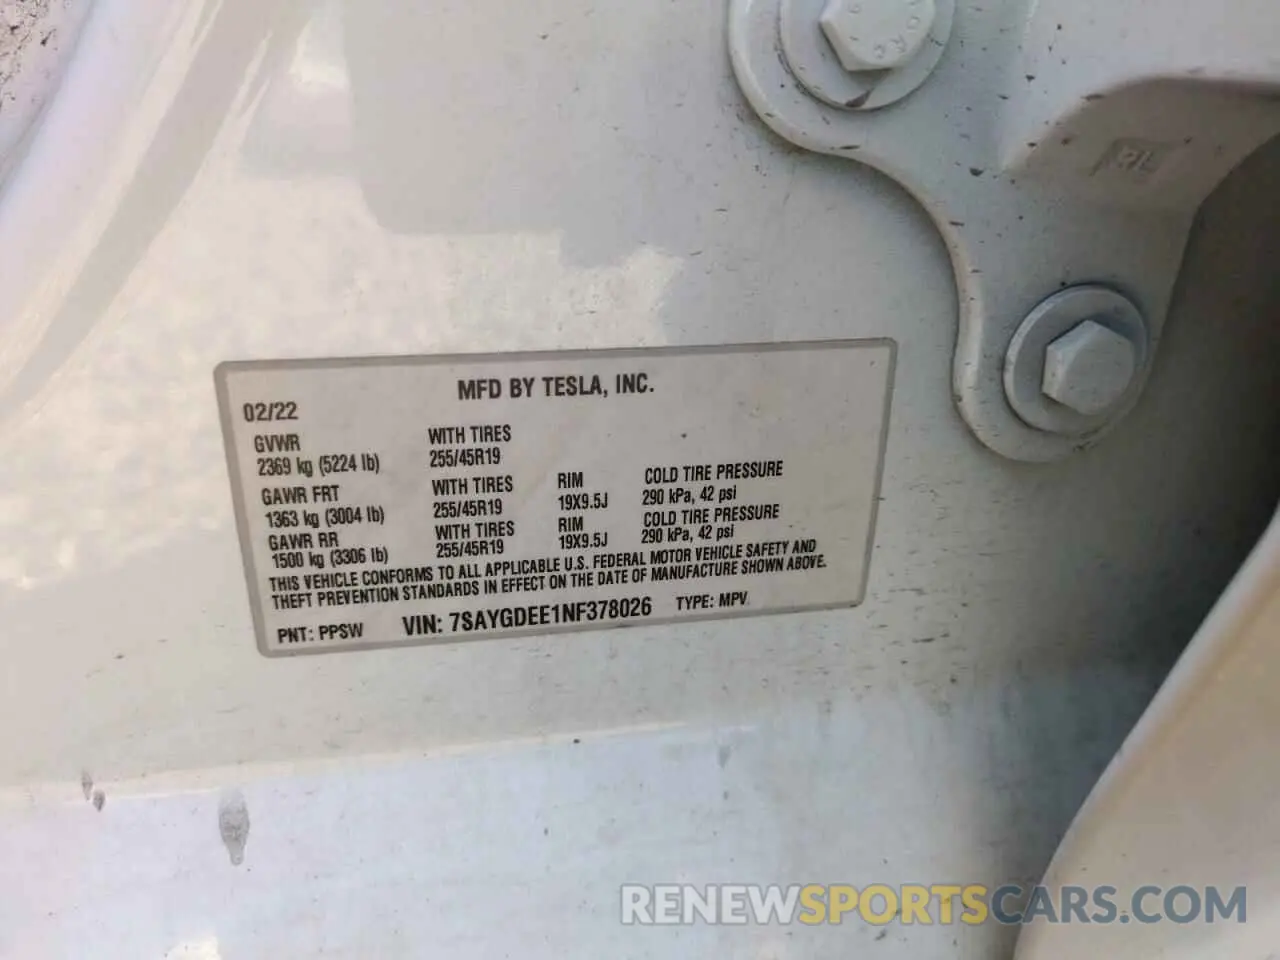 MFD BY TESLA, INC.
02/22
GVWR
2369 kg (5224 lb)
WITH TIRES
255/45R19
GAWR FRT
1363 kg (3004 lb)
WITH TIRES
255/45R19
RIM
19X9.5J
COLD TIRE PRESSURE
290 kPa, 42 psi
GAWR RR
1500 kg (3306 lb)
WITH TIRES
255/45R19
RIM
19X9.5J
COLD TIRE PRESSURE
290 kPa, 42 psi
THIS VEHICLE CONFORMS TO ALL APPLICABLE U.S. FEDERAL MOTOR VEHICLE SAFETY AND
THEFT PREVENTION STANDARDS IN EFFECT ON THE DATE OF MANUFACTURE SHOWN ABOVE.
PNT: PPSW VIN: 7SAYGDEE1NF378026 TYPE: MPV
RENEWSPORTSCARS.COM